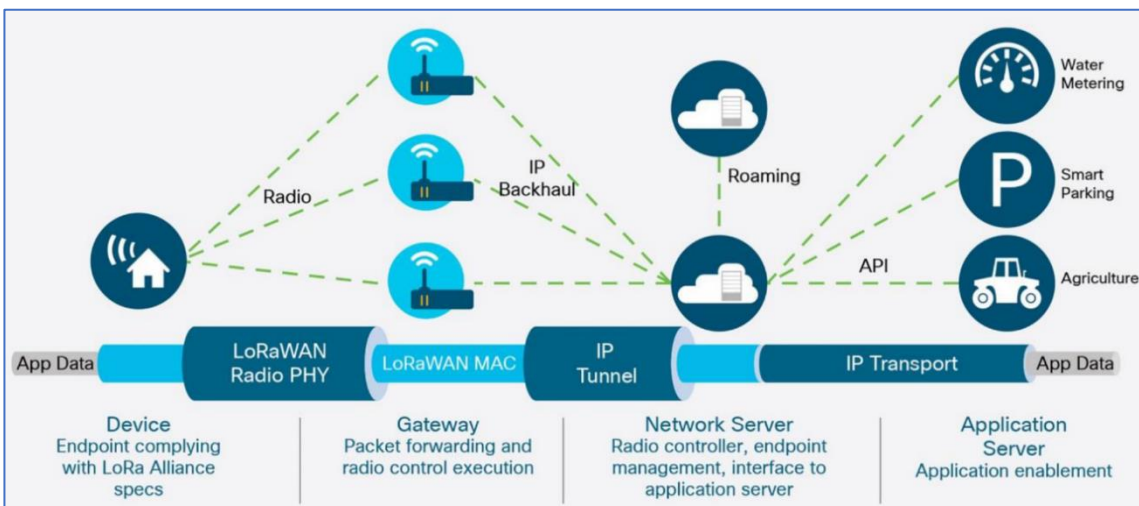 Water
Metering
Radio
IP
Backhaul
Roaming
Smart
Parking
P
API
Agriculture
App Data
LoRaWAN
Radio PHY
LoRaWAN MAC
IP
Tunnel
IP Transport
App Data
Device
Endpoint complying
with LoRa Alliance
specs
Gateway
Packet forwarding and
radio control execution
Network Server
Radio controller, endpoint
management, interface to
application server
Application
Server
Application enablement